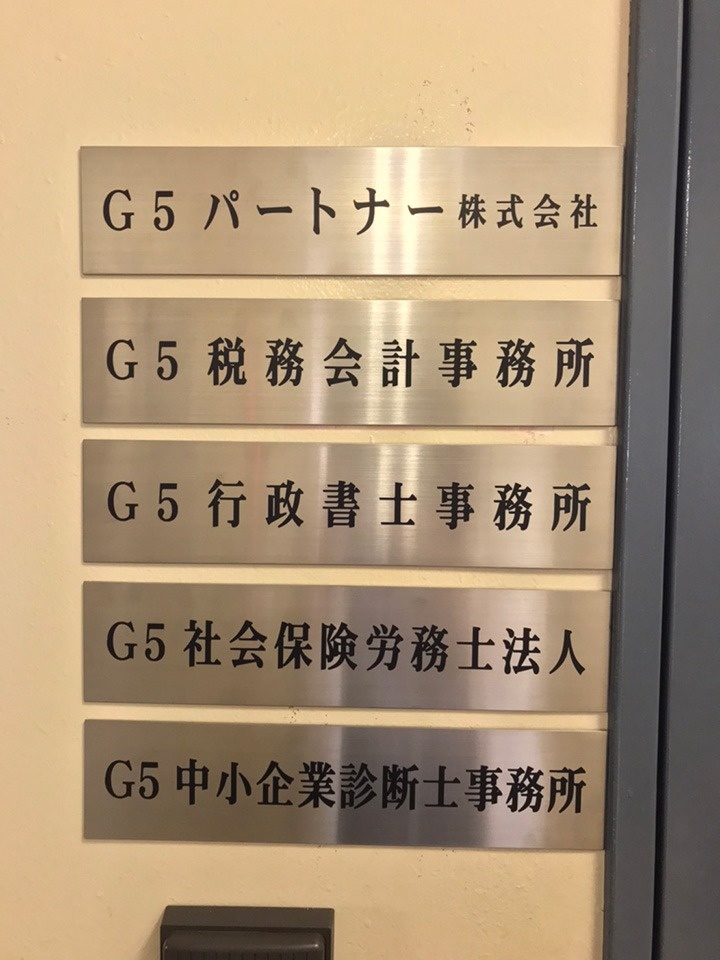 G5 パートナー株式会社
G5 税務会計事務所
G5 行政書士事務所
G5 社会保険労務士法人
G5 中小企業診断士事務所